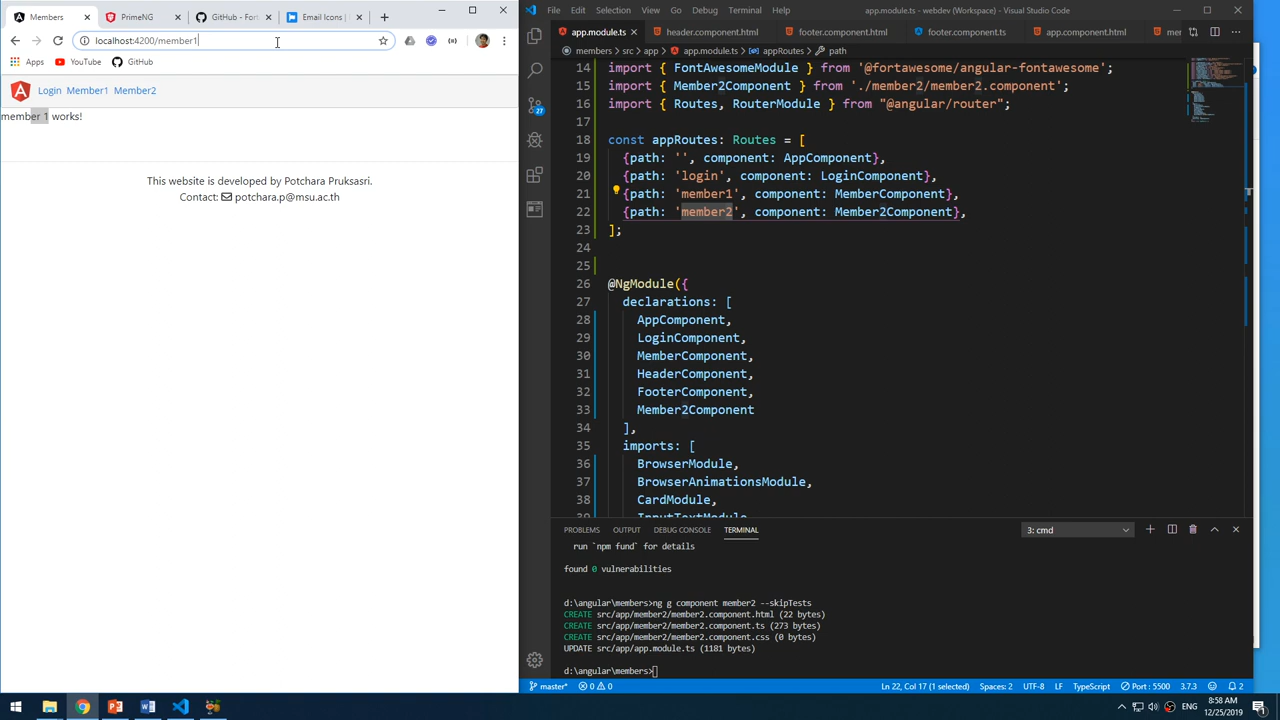 Members
PrimeNG
GitHub - For
Email Icons |
localhost:4200/member1
Apps
YouTube
GitHub
Login Member1 Member2
member 1 works!
This website is developed by Potchara Pruksasri.
Contact: potchara.p@msu.ac.th
File Edit Selection View Go Debug Terminal Help
app.module.ts - webdev (Workspace) - Visual Studio Code
app.module.ts
header.component.html
footer.component.html
footer.component.ts
app.component.html
members > src > app > app.module.ts > appRoutes > path
14 import { FontAwesomeModule } from '@fortawesome/angular-fontawesome';
15 import { Member2Component } from './member2/member2.component';
16 import { Routes, RouterModule } from "@angular/router";
17
18 const appRoutes: Routes = [
19 {path: '', component: AppComponent},
20 {path: 'login', component: LoginComponent},
21 {path: 'member1', component: MemberComponent},
22 {path: 'member2', component: Member2Component},
23 ];
24
25
26 @NgModule({
27 declarations: [
28 AppComponent,
29 LoginComponent,
30 MemberComponent,
31 HeaderComponent,
32 FooterComponent,
33 Member2Component
34 ],
35 imports: [
36 BrowserModule,
37 BrowserAnimationsModule,
38 CardModule,
27
PROBLEMS OUTPUT DEBUG CONSOLE TERMINAL
3: cmd
run `npm fund` for details
found 0 vulnerabilities
d:\angular\members>ng g component member2 --skipTests
CREATE src/app/member2/member2.component.html (22 bytes)
CREATE src/app/member2/member2.component.ts (273 bytes)
CREATE src/app/member2/member2.component.css (0 bytes)
UPDATE src/app/app.module.ts (1181 bytes)
d:\angular\members>
master* 0 0
Ln 22, Col 17 (1 selected) Spaces: 2 UTF-8 LF TypeScript Port : 5500 3.7.3 2
ENG
8:58 AM
12/25/2019
1